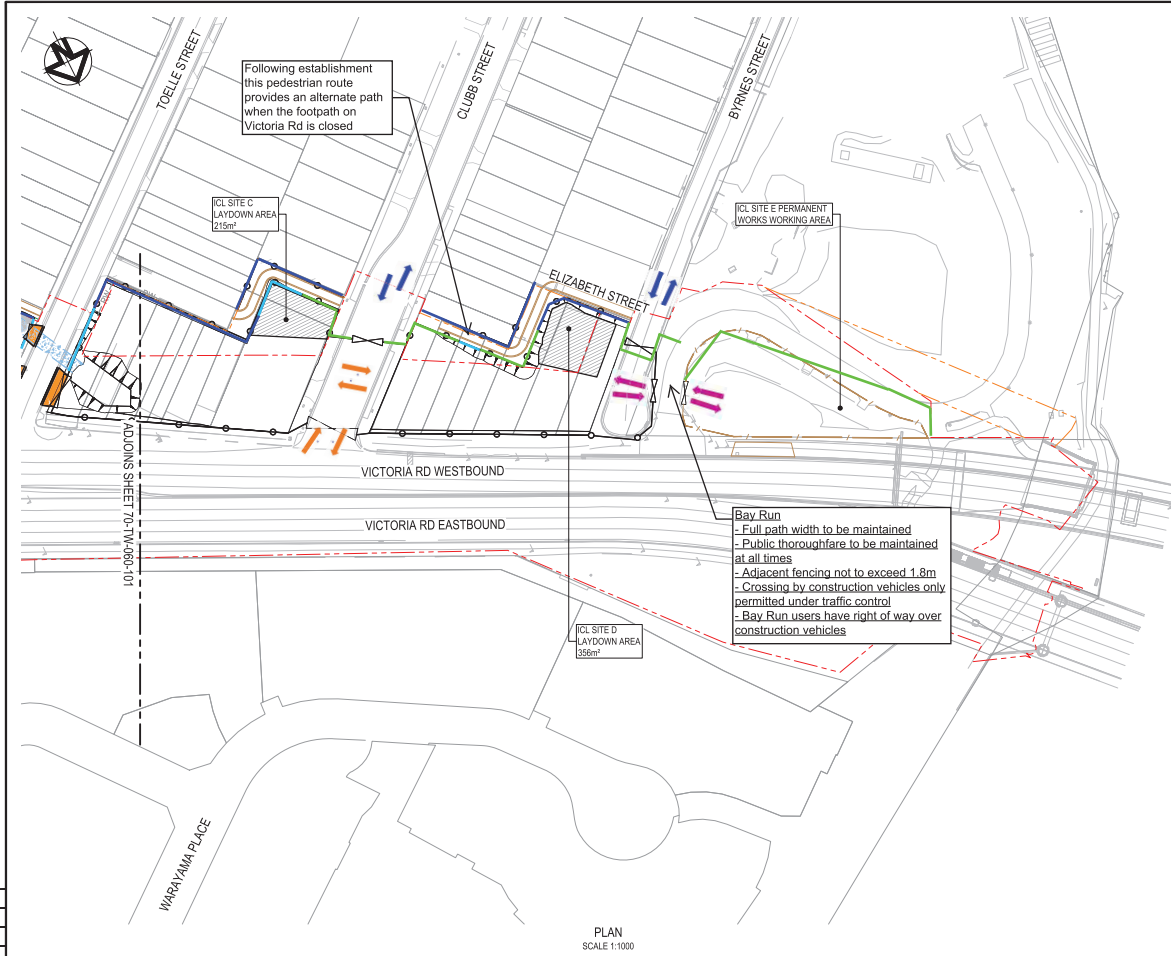 N
TOELLE STREET
CLUBB STREET
BYRNES STREET
Following establishment
this pedestrian route
provides an alternate path
when the footpath on
Victoria Rd is closed
ICL SITE C
LAYDOWN AREA
215m²
ICL SITE E PERMANENT
WORKS WORKING AREA
ELIZABETH STREET
ADJOINS SHEET 70-TW-060-101
VICTORIA RD WESTBOUND
VICTORIA RD EASTBOUND
Bay Run
- Full path width to be maintained
- Public thoroughfare to be maintained
at all times
- Adjacent fencing not to exceed 1.8m
- Crossing by construction vehicles only
permitted under traffic control
- Bay Run users have right of way over
construction vehicles
ICL SITE D
LAYDOWN AREA
356m²
WARAYAMA PLACE
PLAN
SCALE 1:1000